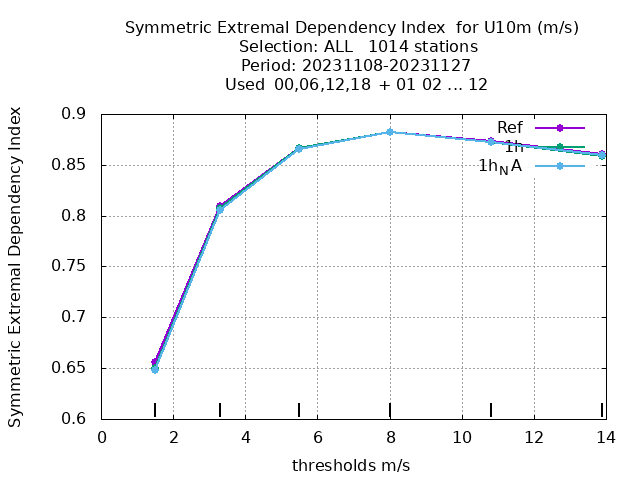 Symmetric Extremal Dependency Index for U10m (m/s)
Selection: ALL 1014 stations
Period: 20231108-20231127
Used 00,06,12,18 + 01 02 ... 12
Symmetric Extremal Dependency Index
0.9
0.85
0.8
0.75
0.7
0.65
0.6
Ref
1h
1hNA
0 2 4 6 8 10 12 14
thresholds m/s